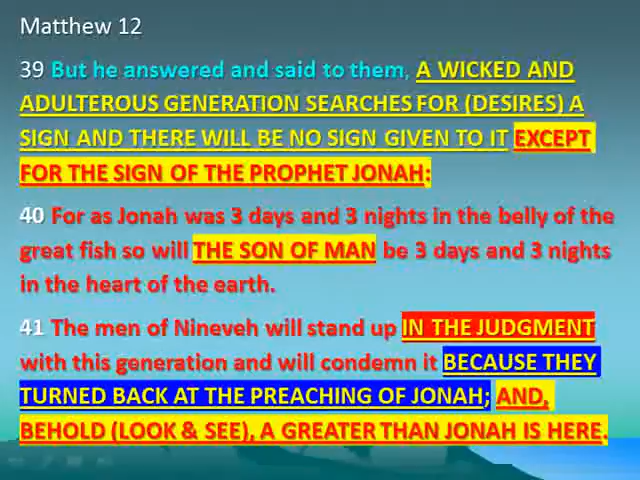 Matthew 12
39 But he answered and said to them, A WICKED AND
ADULTEROUS GENERATION SEARCHES FOR (DESIRES) A
SIGN AND THERE WILL BE NO SIGN GIVEN TO IT EXCEPT
FOR THE SIGN OF THE PROPHET JONAH:
40 For as Jonah was 3 days and 3 nights in the belly of the
great fish so will THE SON OF MAN be 3 days and 3 nights
in the heart of the earth.
41 The men of Nineveh will stand up IN THE JUDGMENT
with this generation and will condemn it BECAUSE THEY
TURNED BACK AT THE PREACHING OF JONAH; AND,
BEHOLD (LOOK & SEE), A GREATER THAN JONAH IS HERE.